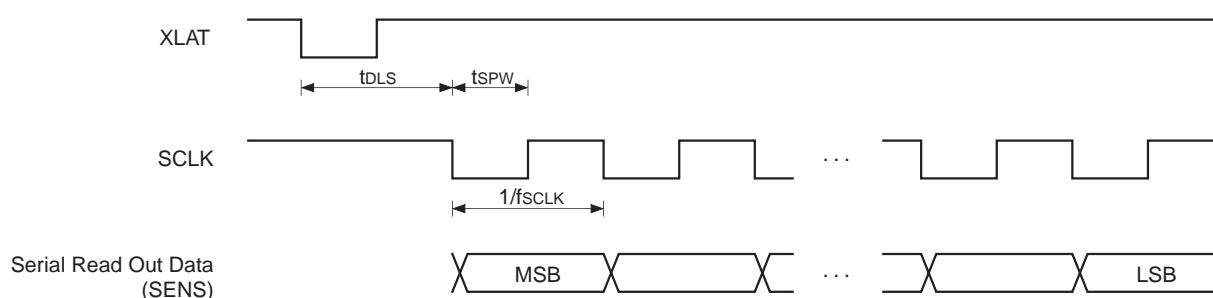 XLAT
tDLS
tSPW
SCLK
. . .
1/fSCLK
Serial Read Out Data
(SENS)
MSB
. . .
LSB